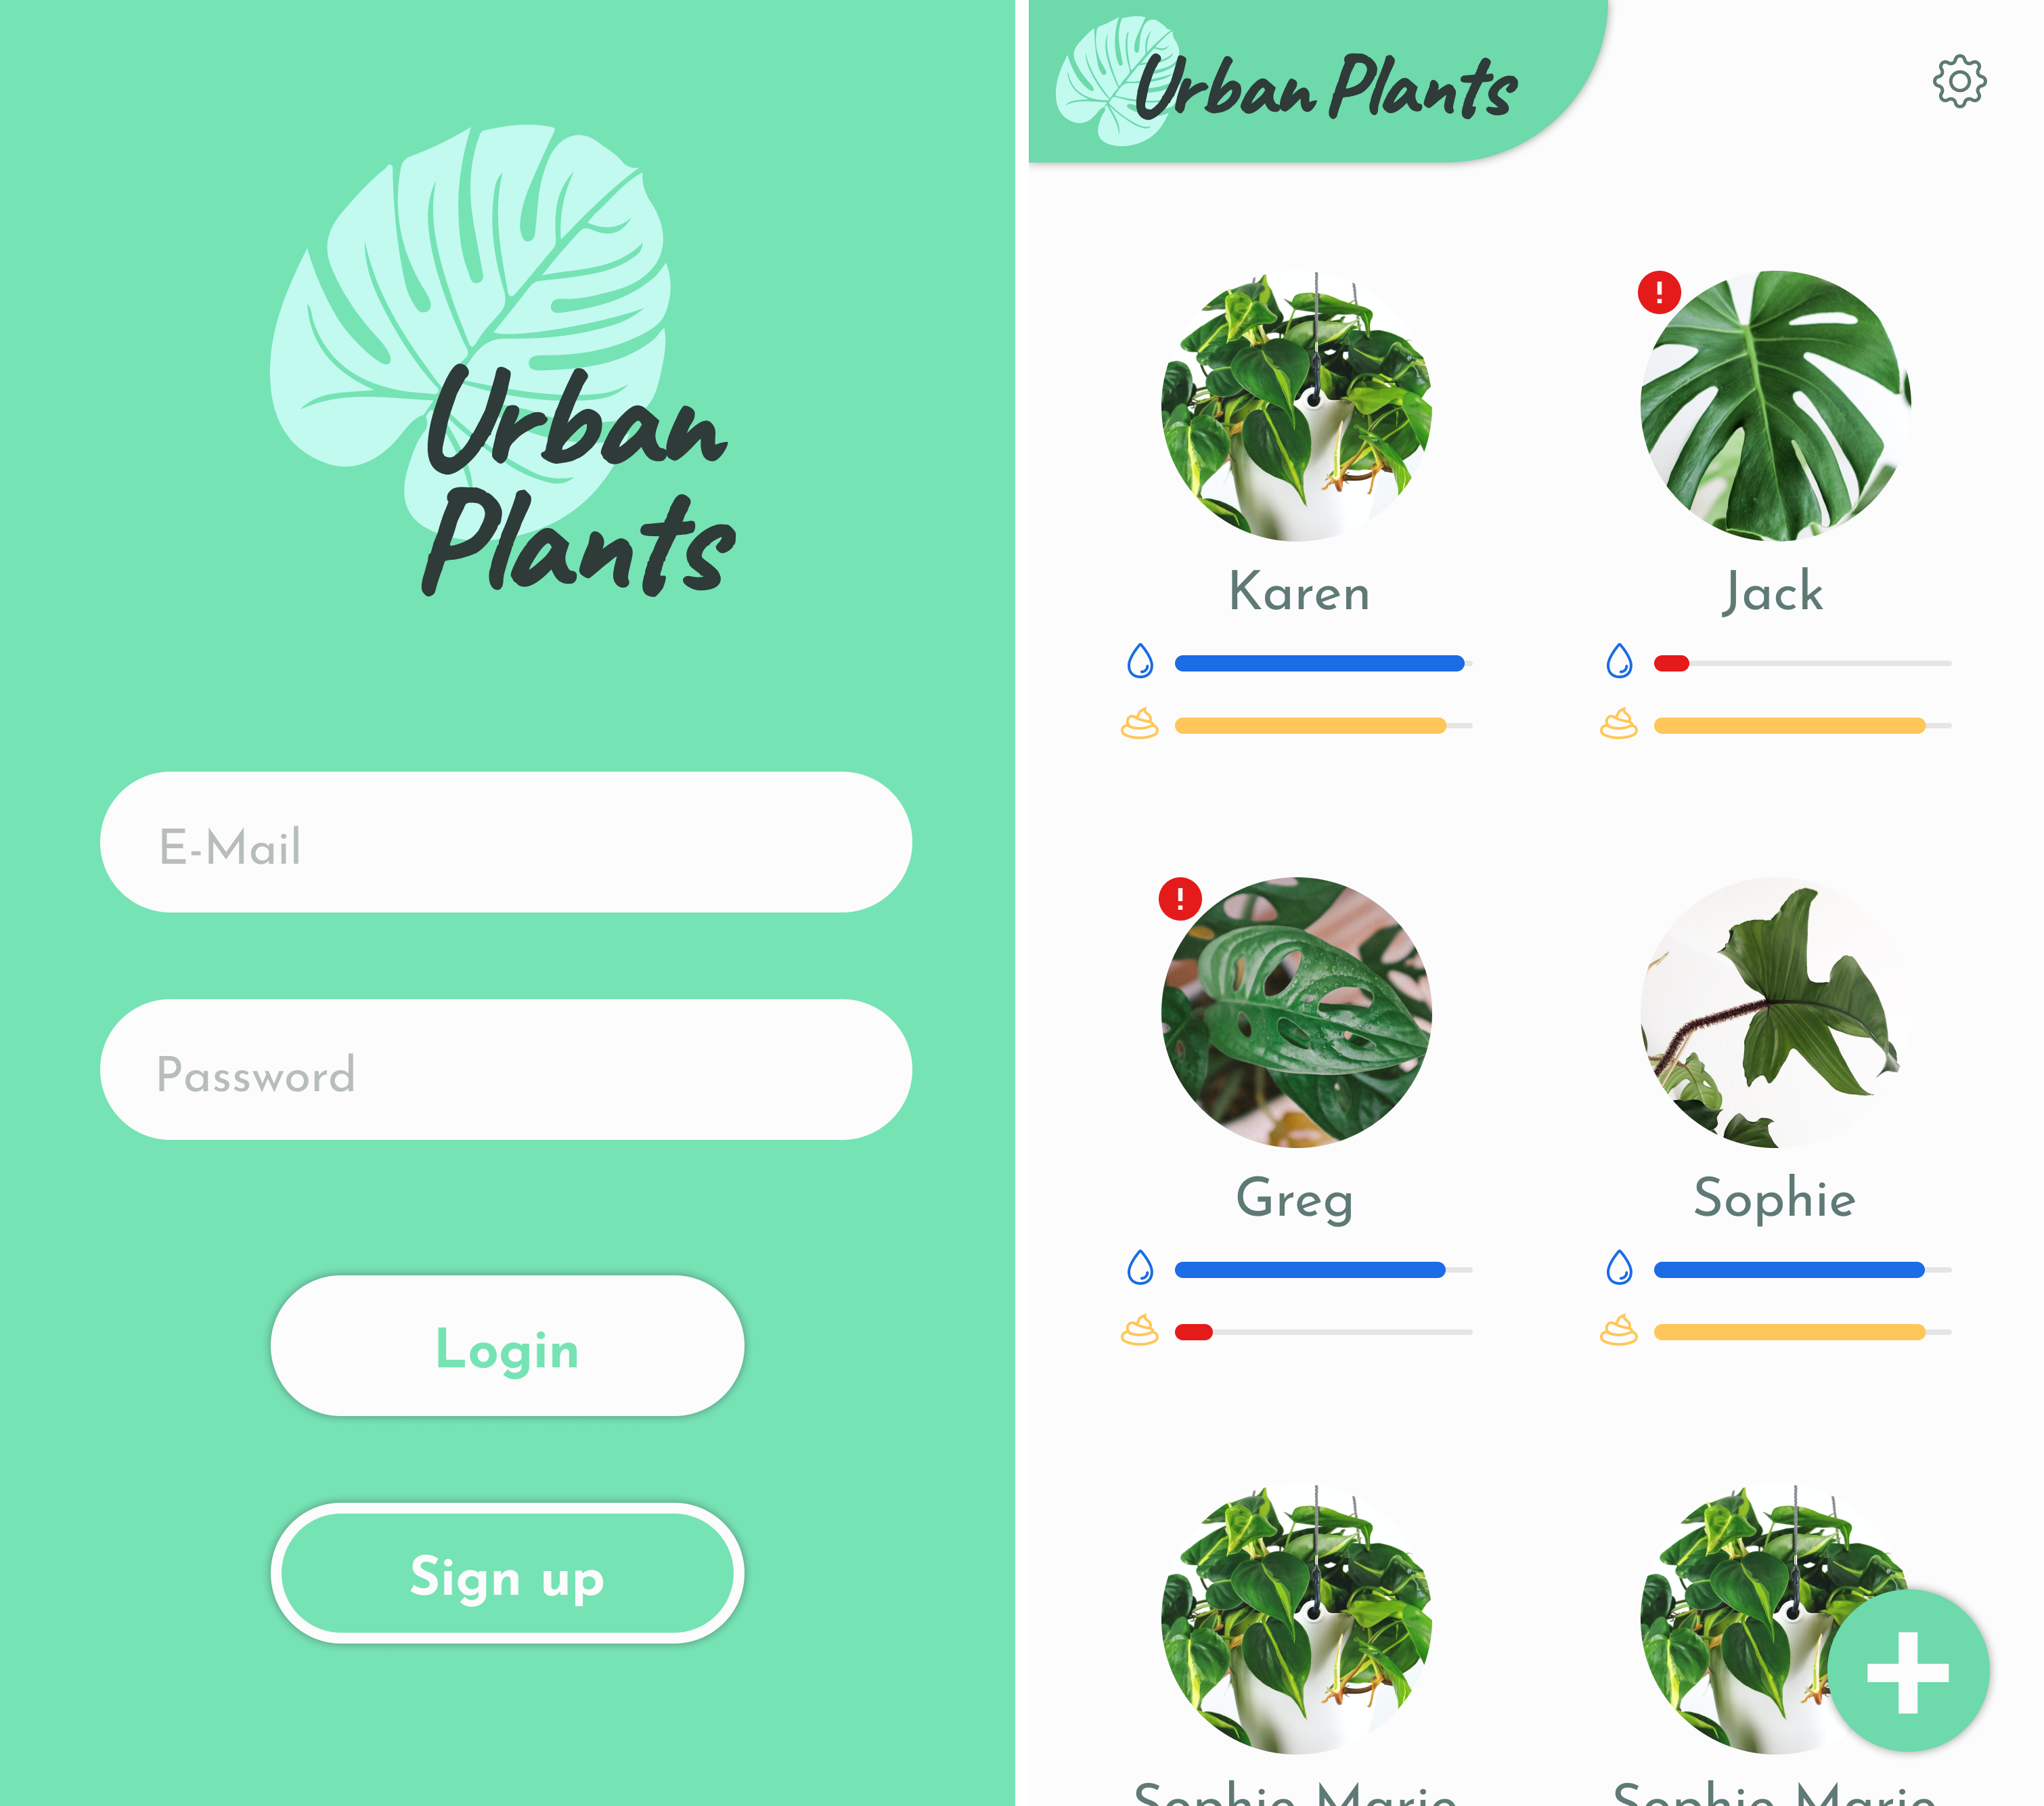 Urban
Plants
E-Mail
Password
Login
Sign up
Urban Plants
!
Karen
Jack
!
Greg
Sophie
Sophie Marie
Sophie Marie